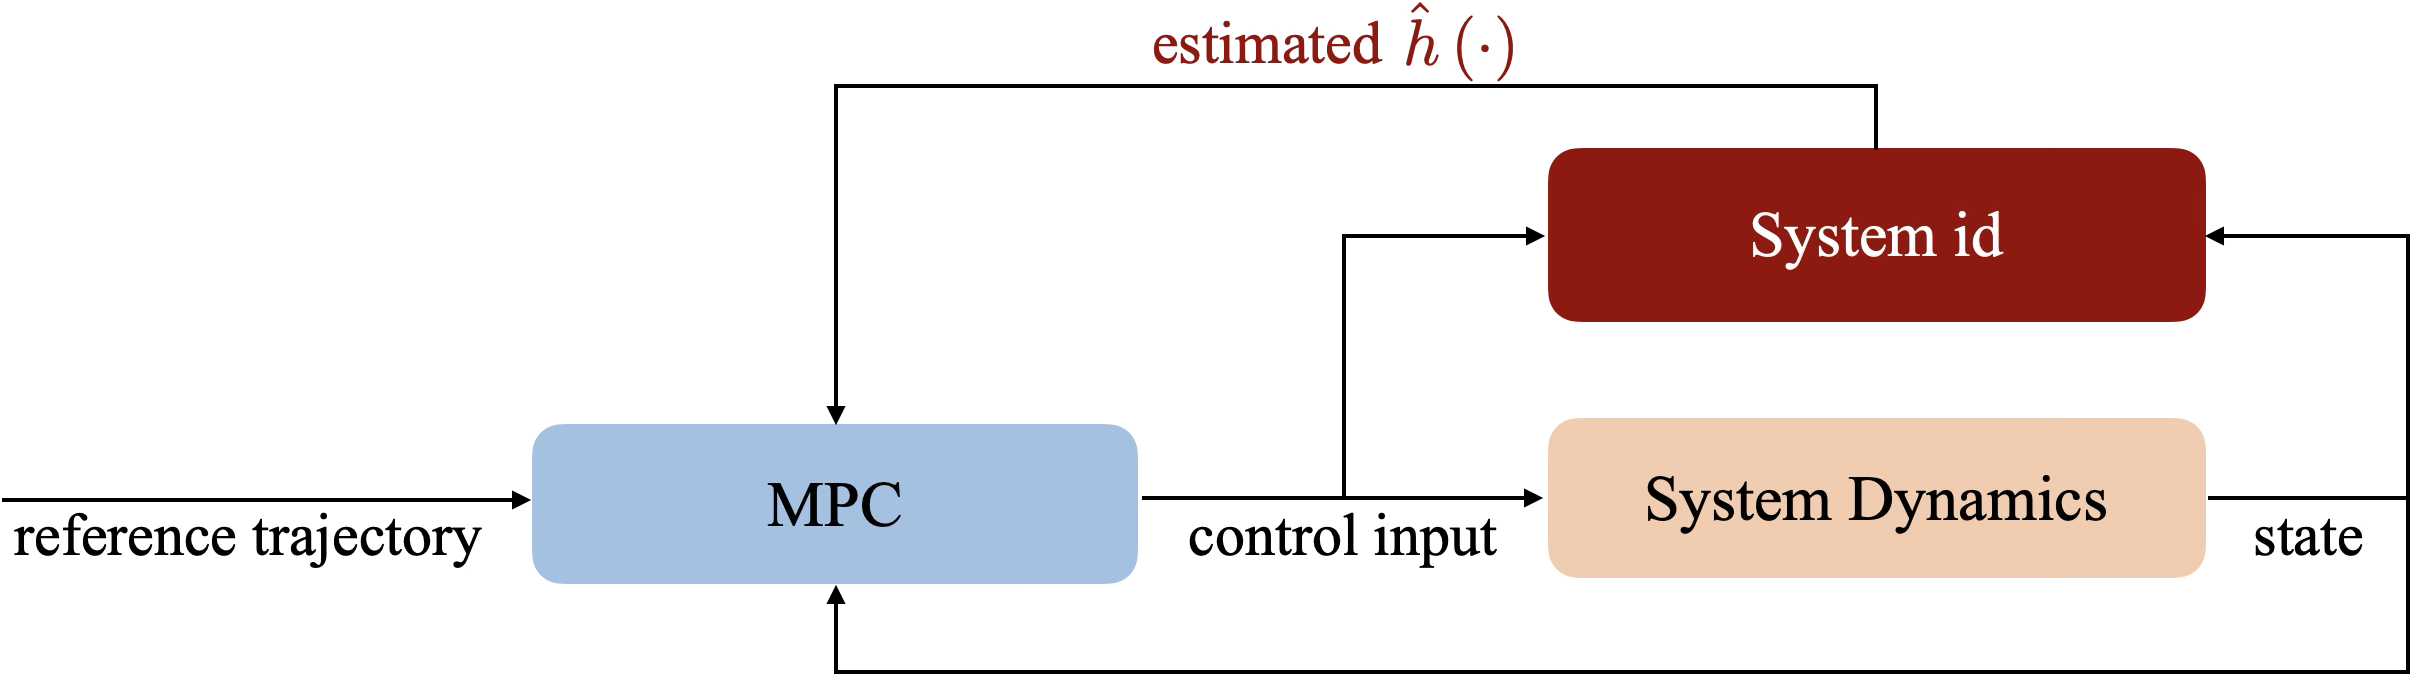 estimated ĥ (·)
System id
MPC
System Dynamics
reference trajectory
control input
state